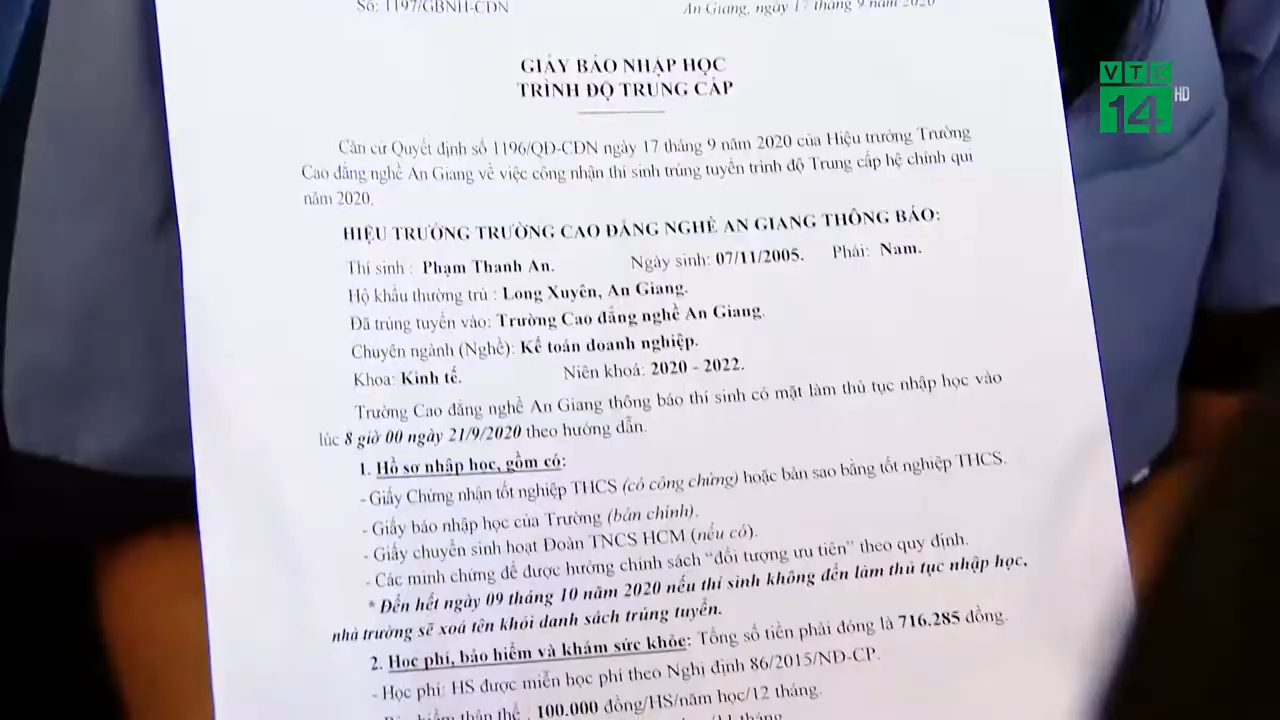 Số: 1197/GBNH-CĐN
An Giang, ngày 17 tháng 9 năm 2020
VTC
14 HD
GIẤY BÁO NHẬP HỌC
TRÌNH ĐỘ TRUNG CẤP
Căn cứ Quyết định số 1196/QĐ-CĐN ngày 17 tháng 9 năm 2020 của Hiệu trưởng Trường
Cao đẳng nghề An Giang về việc công nhận thí sinh trúng tuyển trình độ Trung cấp hệ chính qui
năm 2020,
HIỆU TRƯỞNG TRƯỜNG CAO ĐẲNG NGHỀ AN GIANG THÔNG BÁO:
Thí sinh : Phạm Thanh An. Ngày sinh: 07/11/2005. Phái: Nam.
Hộ khẩu thường trú : Long Xuyên, An Giang.
Đã trúng tuyển vào: Trường Cao đẳng nghề An Giang.
Chuyên ngành (Nghề): Kế toán doanh nghiệp.
Khoa: Kinh tế. Niên khoá: 2020 - 2022.
Trường Cao đẳng nghề An Giang thông báo thí sinh có mặt làm thủ tục nhập học vào
lúc 8 giờ 00 ngày 21/9/2020 theo hướng dẫn.
1. Hồ sơ nhập học, gồm có:
- Giấy Chứng nhận tốt nghiệp THCS (có công chứng) hoặc bản sao bằng tốt nghiệp THCS.
- Giấy báo nhập học của Trường (bản chính).
- Giấy chuyển sinh hoạt Đoàn TNCS HCM (nếu có).
- Các minh chứng để được hưởng chính sách “đối tượng ưu tiên” theo quy định.
* Đến hết ngày 09 tháng 10 năm 2020 nếu thí sinh không đến làm thủ tục nhập học,
nhà trường sẽ xoá tên khỏi danh sách trúng tuyển.
2. Học phí, bảo hiểm và khám sức khỏe: Tổng số tiền phải đóng là 716.285 đồng.
- Học phí: HS được miễn học phí theo Nghị định 86/2015/NĐ-CP.
hiểm thân thể : 100.000 đồng/HS/năm học/12 tháng.
tháng